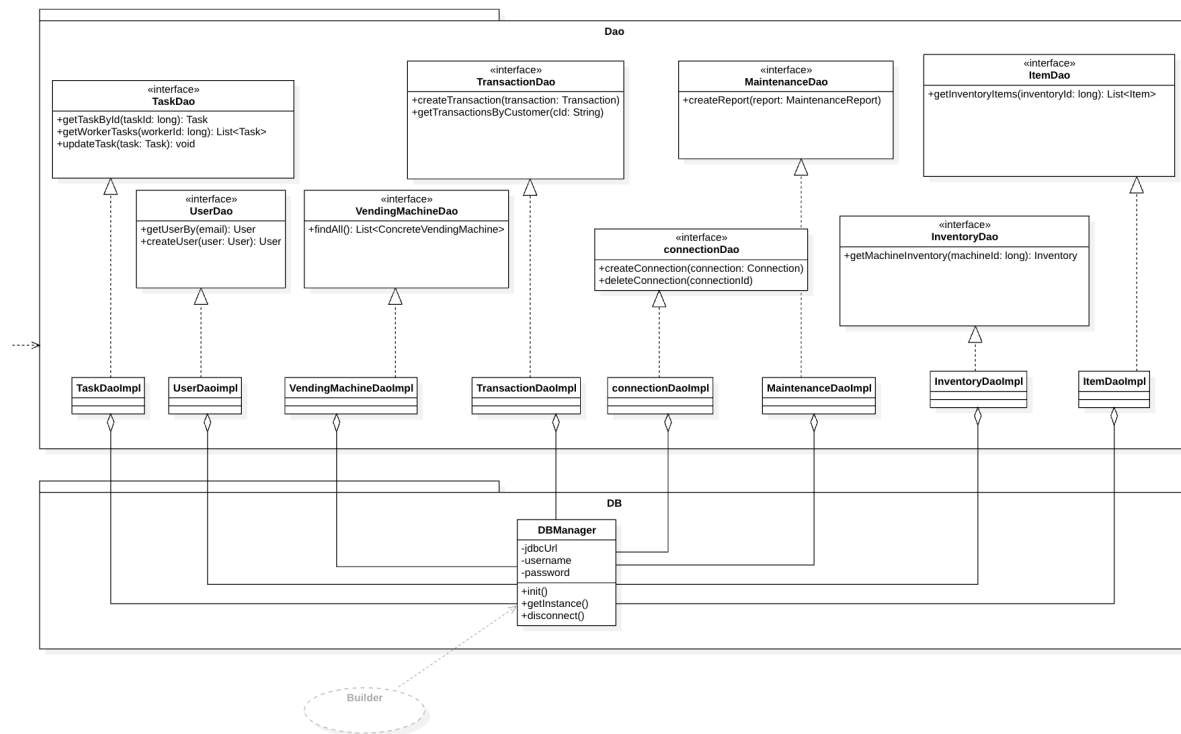 Dao
«interface»
TaskDao
+getTaskById(taskId: long): Task
+getWorkerTasks(workerId: long): List<Task>
+updateTask(task: Task): void
«interface»
TransactionDao
+createTransaction(transaction: Transaction)
+getTransactionsByCustomer(cId: String)
«interface»
MaintenanceDao
+createReport(report: MaintenanceReport)
«interface»
ItemDao
+getInventoryItems(inventoryId: long): List<Item>
«interface»
UserDao
+getUserBy(email): User
+createUser(user: User): User
«interface»
VendingMachineDao
+findAll(): List<ConcreteVendingMachine>
«interface»
connectionDao
+createConnection(connection: Connection)
+deleteConnection(connectionId)
«interface»
InventoryDao
+getMachineInventory(machineId: long): Inventory
TaskDaoImpl
UserDaoimpl
VendingMachineDaoImpl
TransactionDaoImpl
connectionDaoImpl
MaintenanceDaoImpl
InventoryDaoImpl
ItemDaoImpl
DB
DBManager
-jdbcUrl
-username
-password
+init()
+getInstance()
+disconnect()
Builder